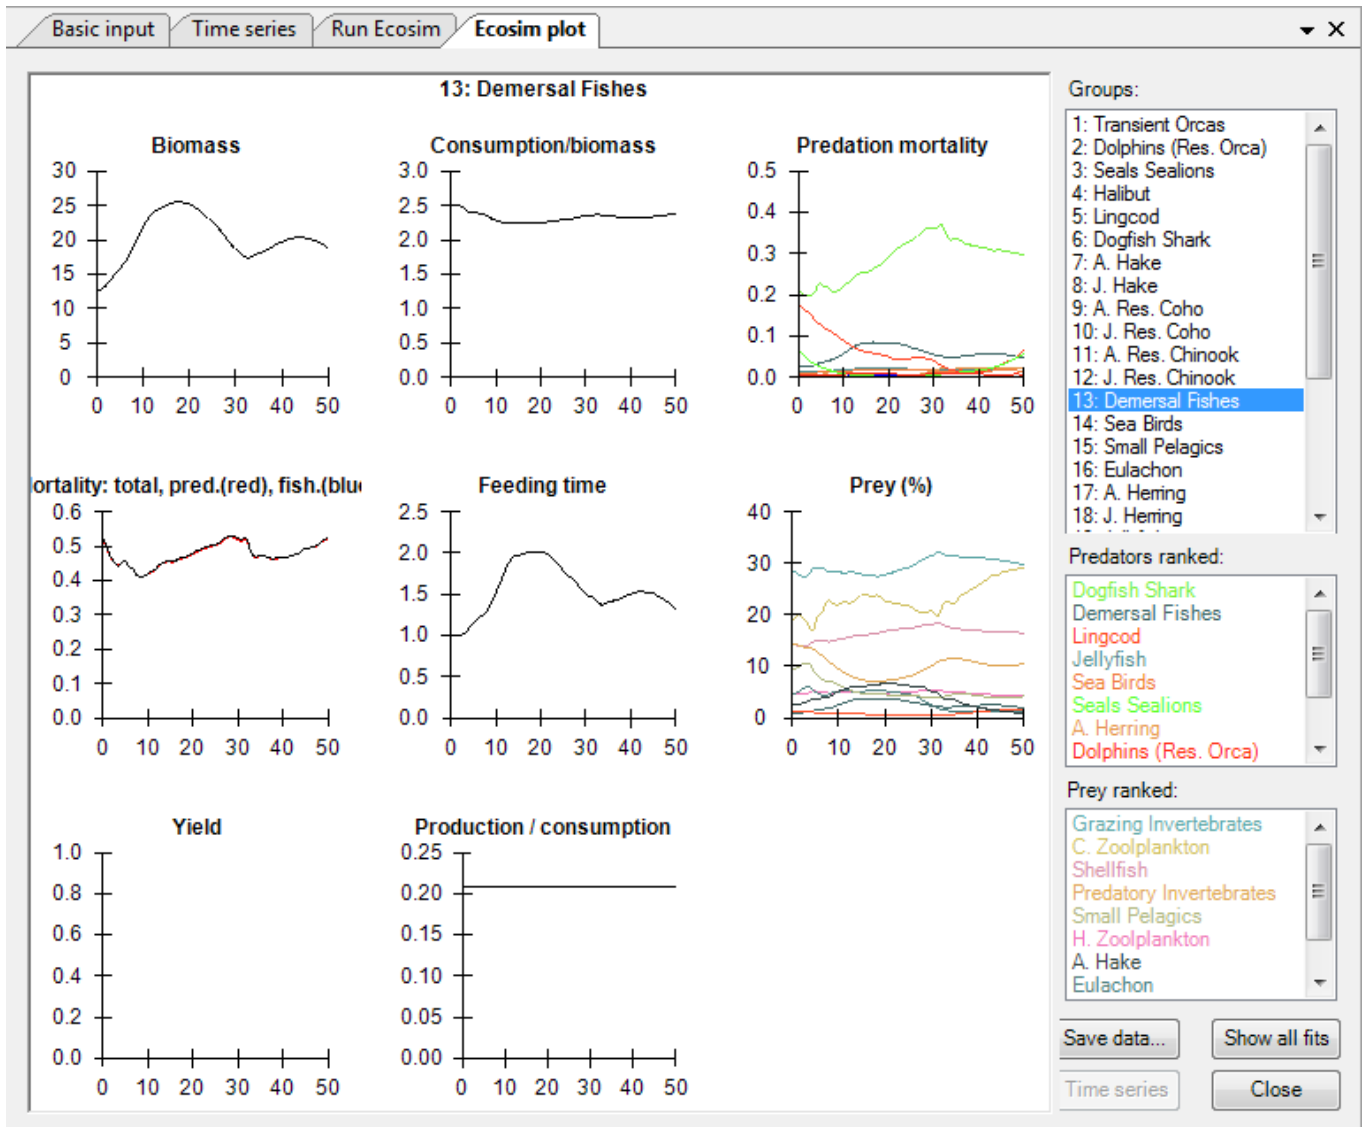 Basic input Time series Run Ecosim Ecosim plot
13: Demersal Fishes
Biomass
30
25
20
15
10
5
0
0 10 20 30 40 50
Consumption/biomass
3.0
2.5
2.0
1.5
1.0
0.5
0.0
0 10 20 30 40 50
Predation mortality
0.5
0.4
0.3
0.2
0.1
0.0
0 10 20 30 40 50
ortality: total, pred.(red), fish.(blue
0.6
0.5
0.4
0.3
0.2
0.1
0.0
0 10 20 30 40 50
Feeding time
2.5
2.0
1.5
1.0
0.5
0.0
0 10 20 30 40 50
Prey (%)
40
30
20
10
0
0 10 20 30 40 50
Yield
1.0
0.8
0.6
0.4
0.2
0.0
0 10 20 30 40 50
Production / consumption
0.25
0.20
0.15
0.10
0.05
0.00
0 10 20 30 40 50
Groups:
1: Transient Orcas
2: Dolphins (Res. Orca)
3: Seals Sealions
4: Halibut
5: Lingcod
6: Dogfish Shark
7: A. Hake
8: J. Hake
9: A. Res. Coho
10: J. Res. Coho
11: A. Res. Chinook
12: J. Res. Chinook
13: Demersal Fishes
14: Sea Birds
15: Small Pelagics
16: Eulachon
17: A. Herring
18: J. Herring
Predators ranked:
Dogfish Shark
Demersal Fishes
Lingcod
Jellyfish
Sea Birds
Seals Sealions
A. Herring
Dolphins (Res. Orca)
Prey ranked:
Grazing Invertebrates
C. Zoolplankton
Shellfish
Predatory Invertebrates
Small Pelagics
H. Zoolplankton
A. Hake
Eulachon
Save data... Show all fits
Time series Close